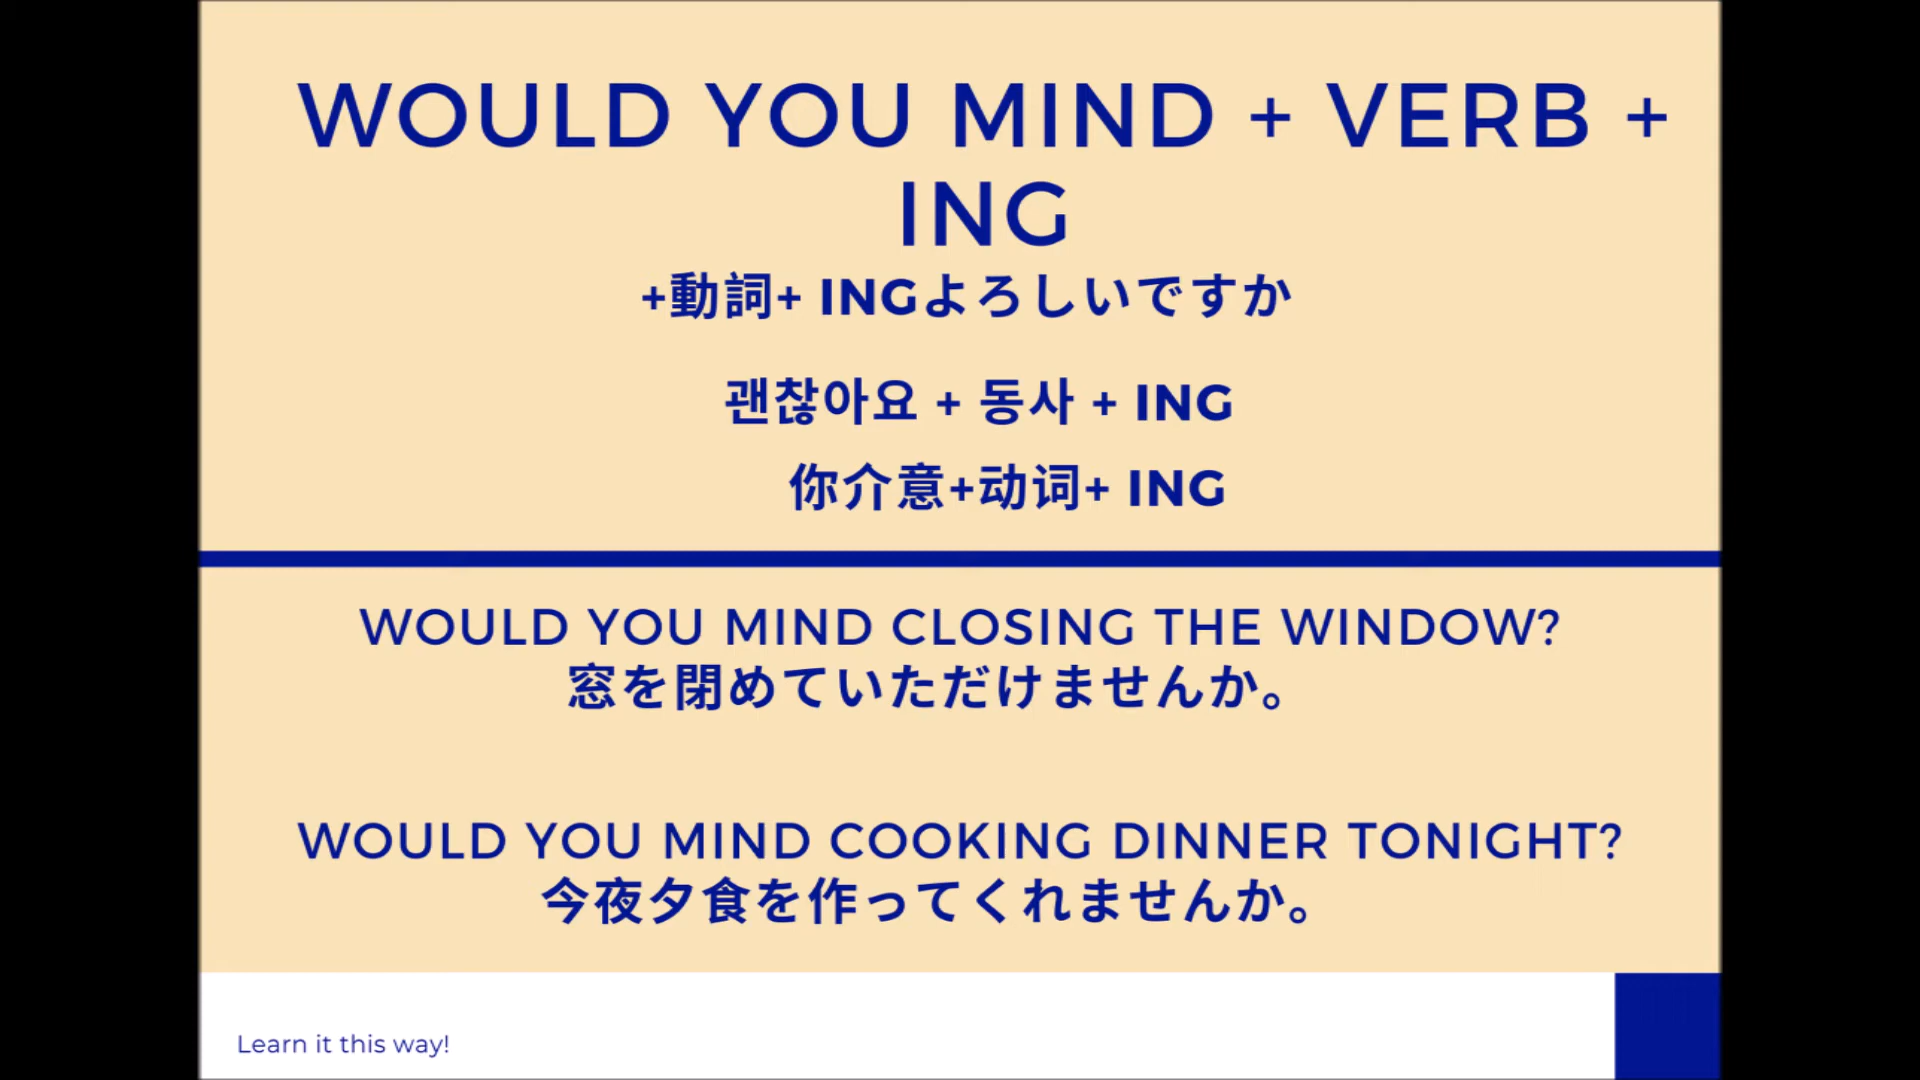 WOULD YOU MIND + VERB +
ING
+動詞+ INGよろしいですか
괜찮아요 + 동사 + ING
你介意+动词+ ING
WOULD YOU MIND CLOSING THE WINDOW?
窓を閉めていただけませんか。
WOULD YOU MIND COOKING DINNER TONIGHT?
今夜夕食を作ってくれませんか。
Learn it this way!